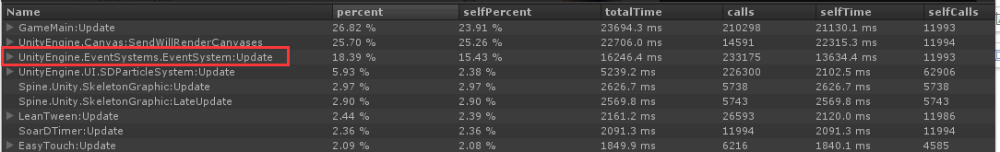 Name percent selfPercent totalTime calls selfTime selfCalls
GameMain:Update 26.82 % 23.91 % 23694.3 ms 210298 21130.1 ms 11993
UnityEngine.Canvas:SendWillRenderCanvases 25.70 % 25.26 % 22706.0 ms 14591 22315.3 ms 11994
UnityEngine.EventSystems.EventSystem:Update 18.39 % 15.43 % 16246.4 ms 233175 13634.4 ms 11993
UnityEngine.UI.SDParticleSystem:Update 5.93 % 2.38 % 5239.2 ms 226300 2102.5 ms 62906
Spine.Unity.SkeletonGraphic:Update 2.97 % 2.97 % 2626.7 ms 5738 2626.7 ms 5738
Spine.Unity.SkeletonGraphic:LateUpdate 2.90 % 2.90 % 2569.8 ms 5743 2569.8 ms 5743
LeanTween:Update 2.44 % 2.39 % 2161.2 ms 26593 2120.0 ms 11986
SoarDTimer:Update 2.36 % 2.36 % 2091.3 ms 11994 2091.3 ms 11994
EasyTouch:Update 2.09 % 2.08 % 1849.9 ms 6216 1840.1 ms 4585